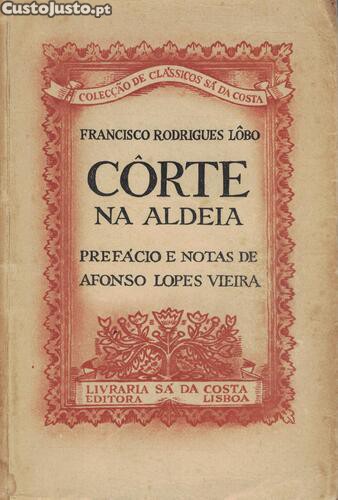 CustoJusto.pt
COLECÇÃO DE CLÁSSICOS SÁ DA COSTA
FRANCISCO RODRIGUES LÔBO
CÔRTE
NA ALDEIA
PREFÁCIO E NOTAS DE
AFONSO LOPES VIEIRA
LIVRARIA SÁ DA COSTA
EDITORA LISBOA